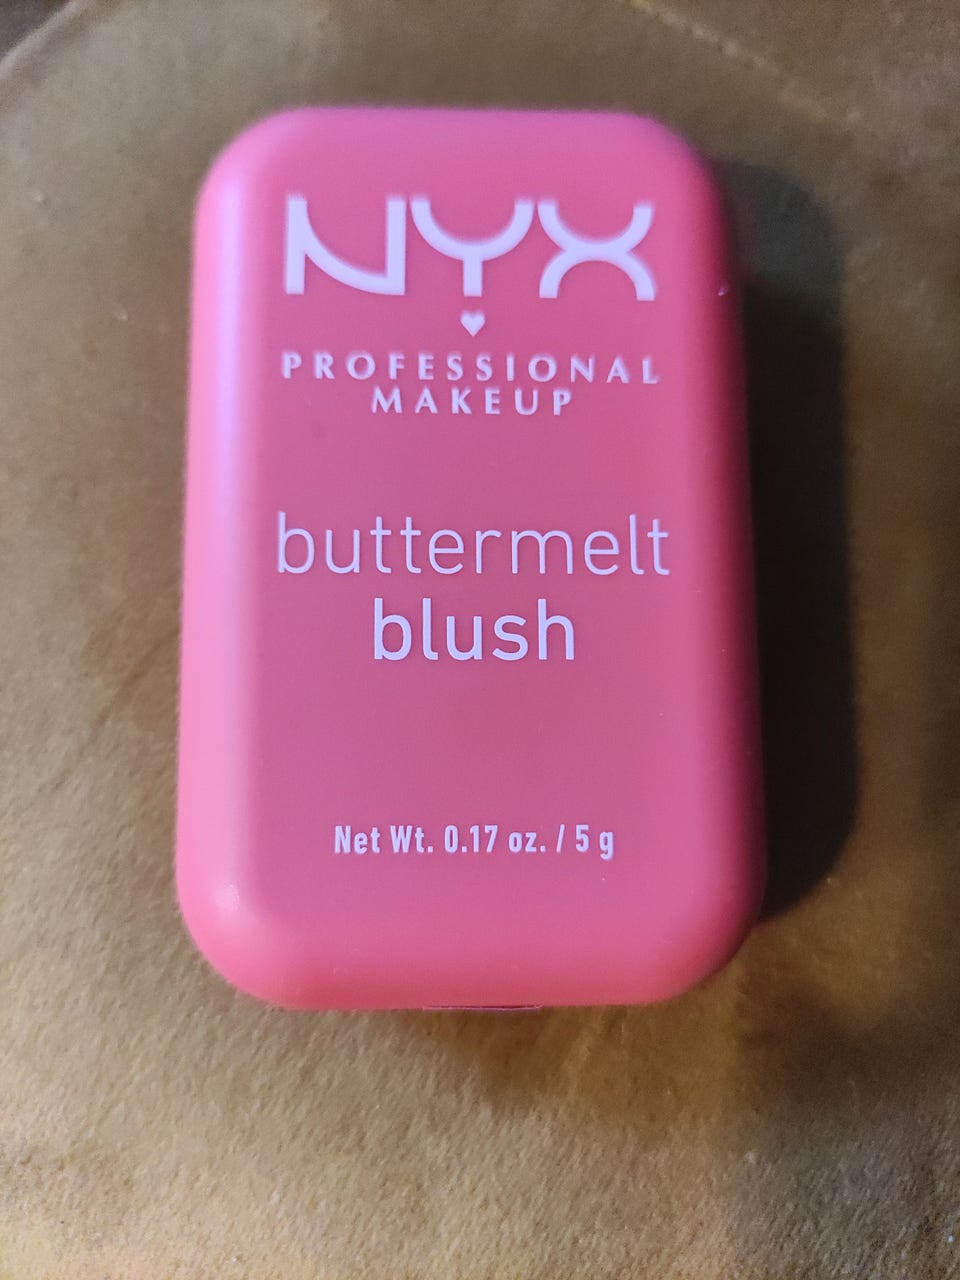 NYX
PROFESSIONAL
MAKEUP
buttermelt
blush
Net Wt. 0.17 oz. / 5 g